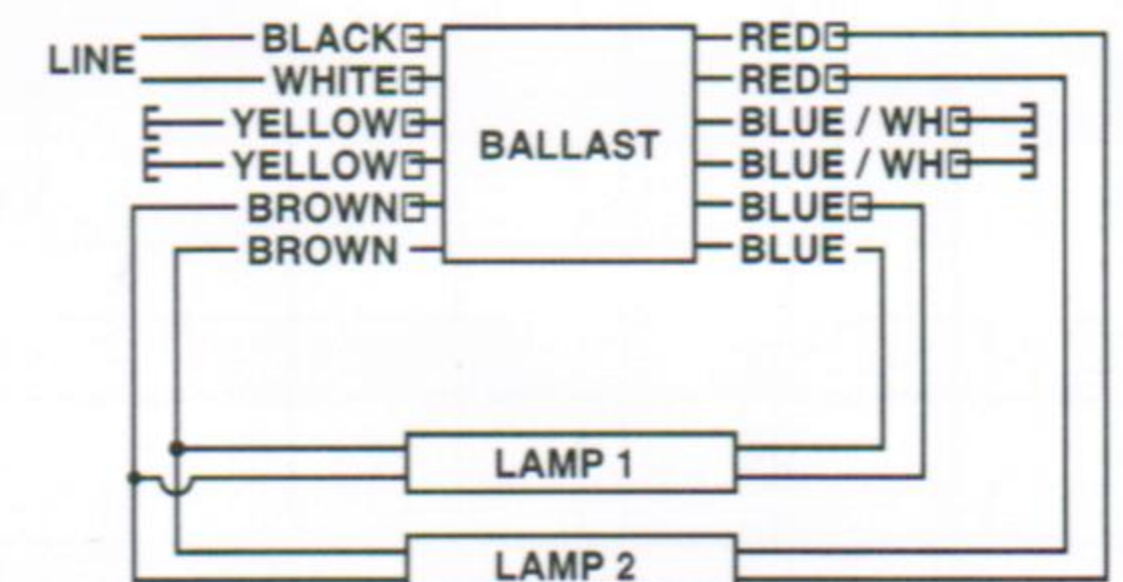 LINE
BLACK
WHITE
YELLOW
YELLOW
BROWN
BROWN
BALLAST
RED
RED
BLUE / WH
BLUE / WH
BLUE
BLUE
LAMP 1
LAMP 2